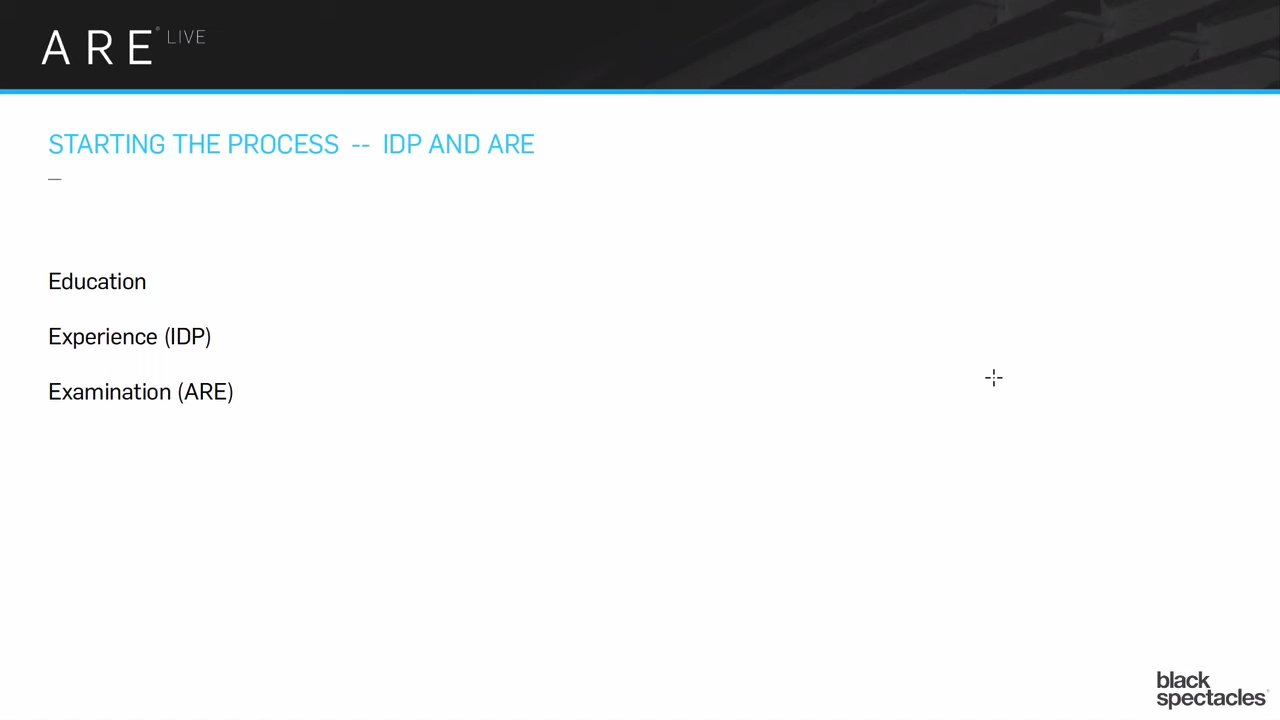 ARE® LIVE
STARTING THE PROCESS -- IDP AND ARE
—
Education
Experience (IDP)
Examination (ARE)
black
spectacles®